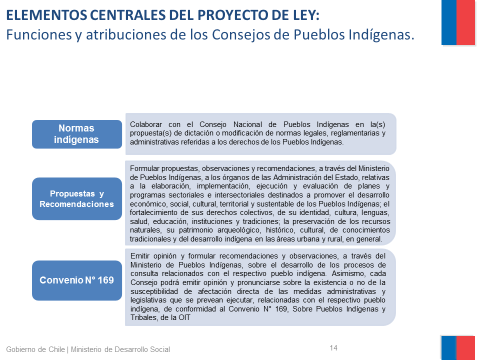 ELEMENTOS CENTRALES DEL PROYECTO DE LEY:
Funciones y atribuciones de los Consejos de Pueblos Indígenas.
Normas
indígenas
Colaborar con el Consejo Nacional de Pueblos Indígenas en la(s)
propuesta(s) de dictación o modificación de normas legales, reglamentarias y
administrativas referidas a los derechos de los Pueblos Indígenas.
Propuestas y
Recomendaciones
Formular propuestas, observaciones y recomendaciones, a través del Ministerio
de Pueblos Indígenas, a los órganos de las Administración del Estado, relativas
a la elaboración, implementación, ejecución y evaluación de planes y
programas sectoriales e intersectoriales destinados a promover el desarrollo
económico, social, cultural, territorial y sustentable de los Pueblos Indígenas; el
fortalecimiento de sus derechos colectivos, de su identidad, cultura, lenguas,
salud, educación, instituciones y tradiciones; la preservación de los recursos
naturales, su patrimonio arqueológico, histórico, cultural, de conocimientos
tradicionales y del desarrollo indígena en las áreas urbana y rural, en general.
Convenio N° 169
Emitir opinión y formular recomendaciones y observaciones, a través del
Ministerio de Pueblos Indígenas, sobre el desarrollo de los procesos de
consulta relacionados con el respectivo pueblo indígena. Asimismo, cada
Consejo podrá emitir opinión y pronunciarse sobre la existencia o no de la
susceptibilidad de afectación directa de las medidas administrativas y
legislativas que se prevean ejecutar, relacionadas con el respectivo pueblo
indígena, de conformidad al Convenio N° 169, Sobre Pueblos Indígenas y
Tribales, de la OIT
Gobierno de Chile | Ministerio de Desarrollo Social
14